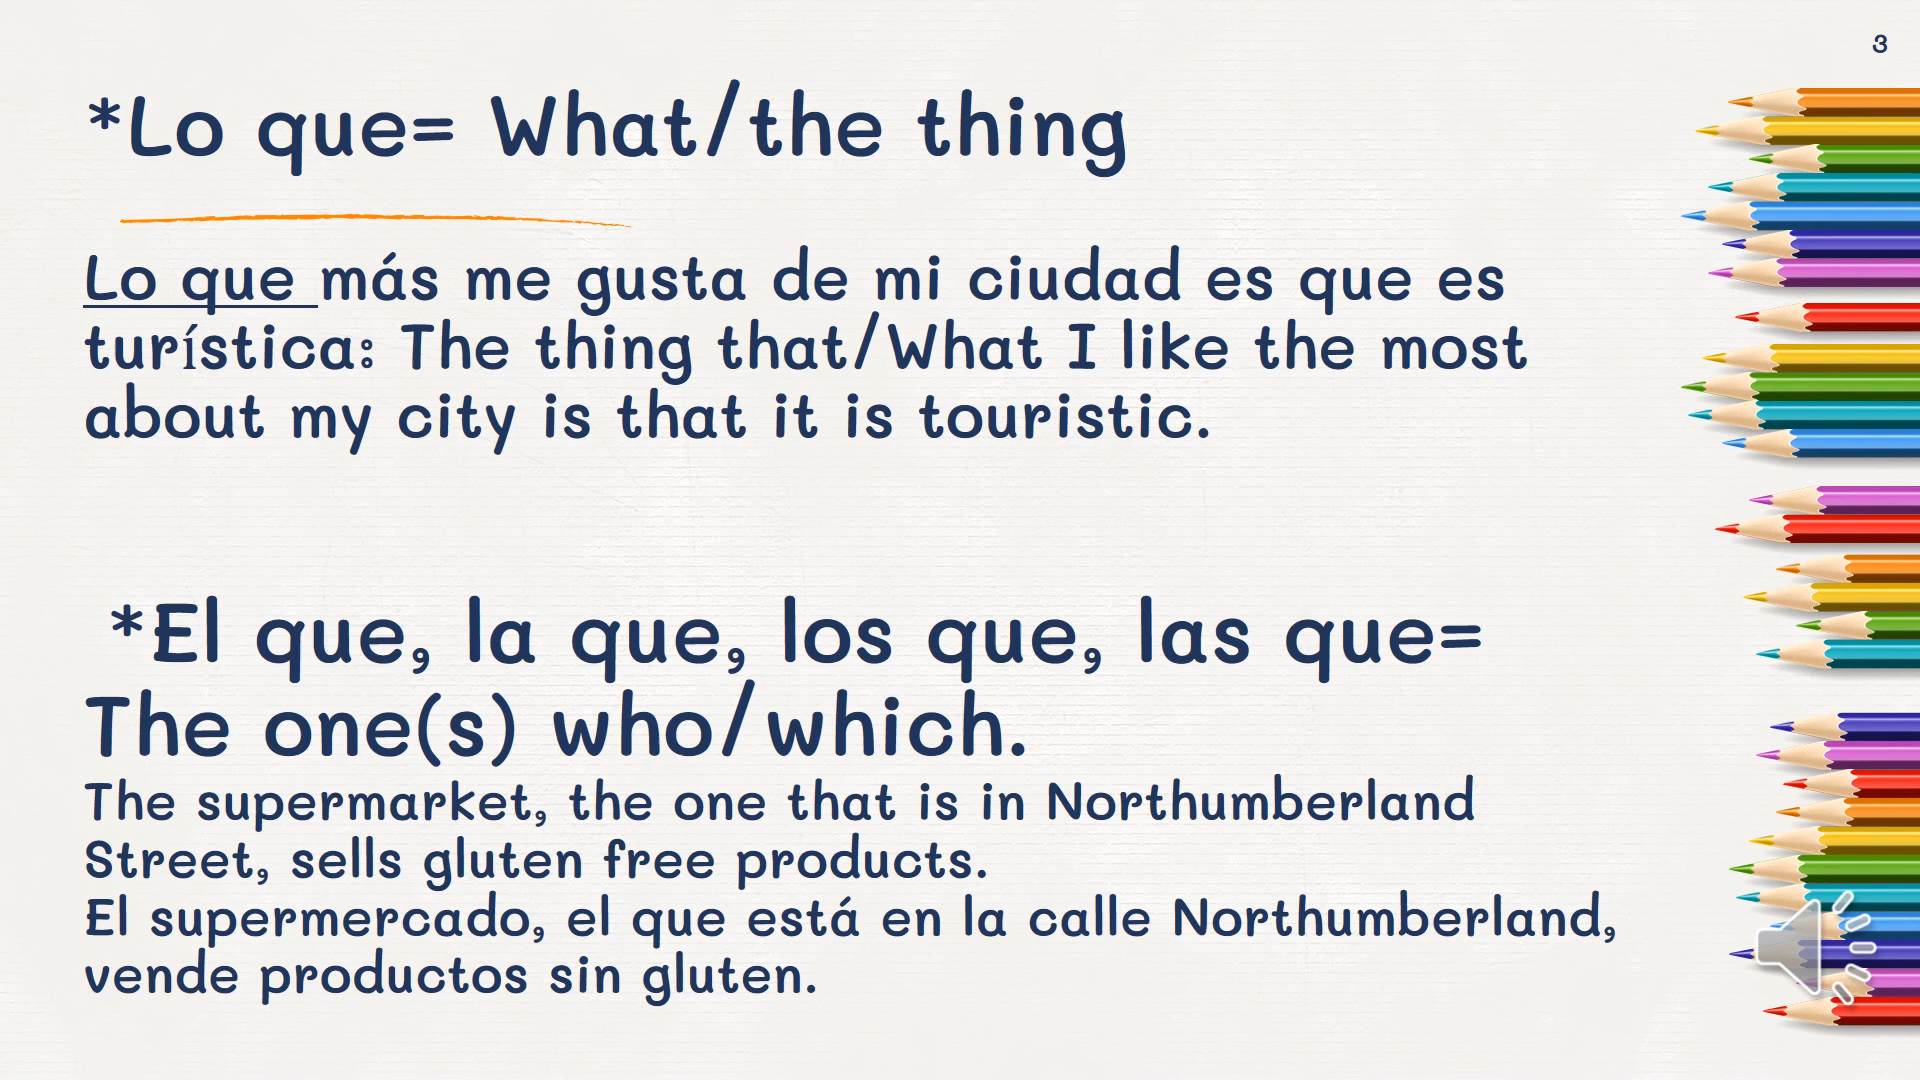 3
*Lo que= What/the thing
Lo que más me gusta de mi ciudad es que es
turística: The thing that/What I like the most
about my city is that it is touristic.
*El que, la que, los que, las que=
The one(s) who/which.
The supermarket, the one that is in Northumberland
Street, sells gluten free products.
El supermercado, el que está en la calle Northumberland,
vende productos sin gluten.